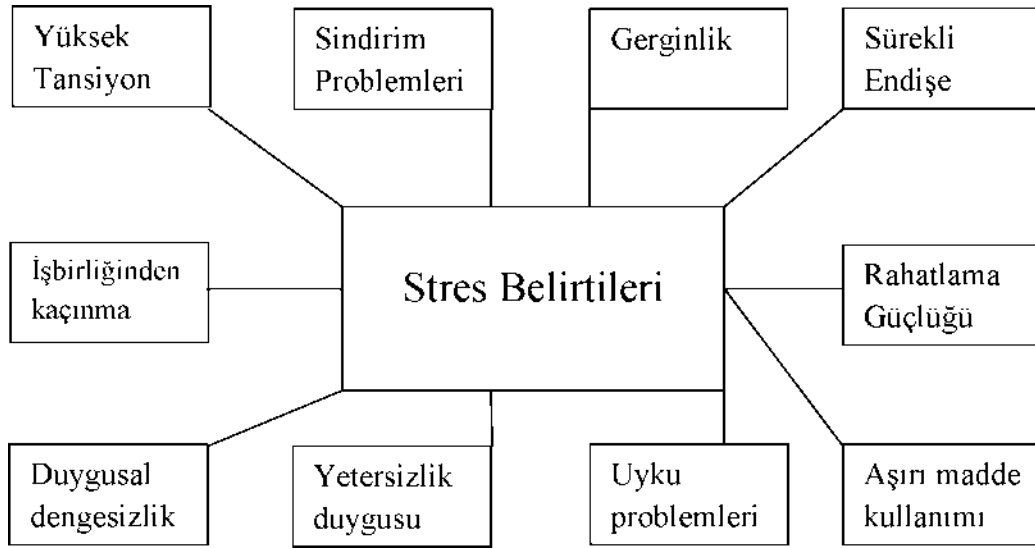 Yüksek
Tansiyon
Sindirim
Problemleri
Gerginlik
Sürekli
Endişe
İşbirliğinden
kaçınma
Stres Belirtileri
Rahatlama
Güçlüğü
Duygusal
dengesizlik
Yetersizlik
duygusu
Uyku
problemleri
Aşırı madde
kullanımı